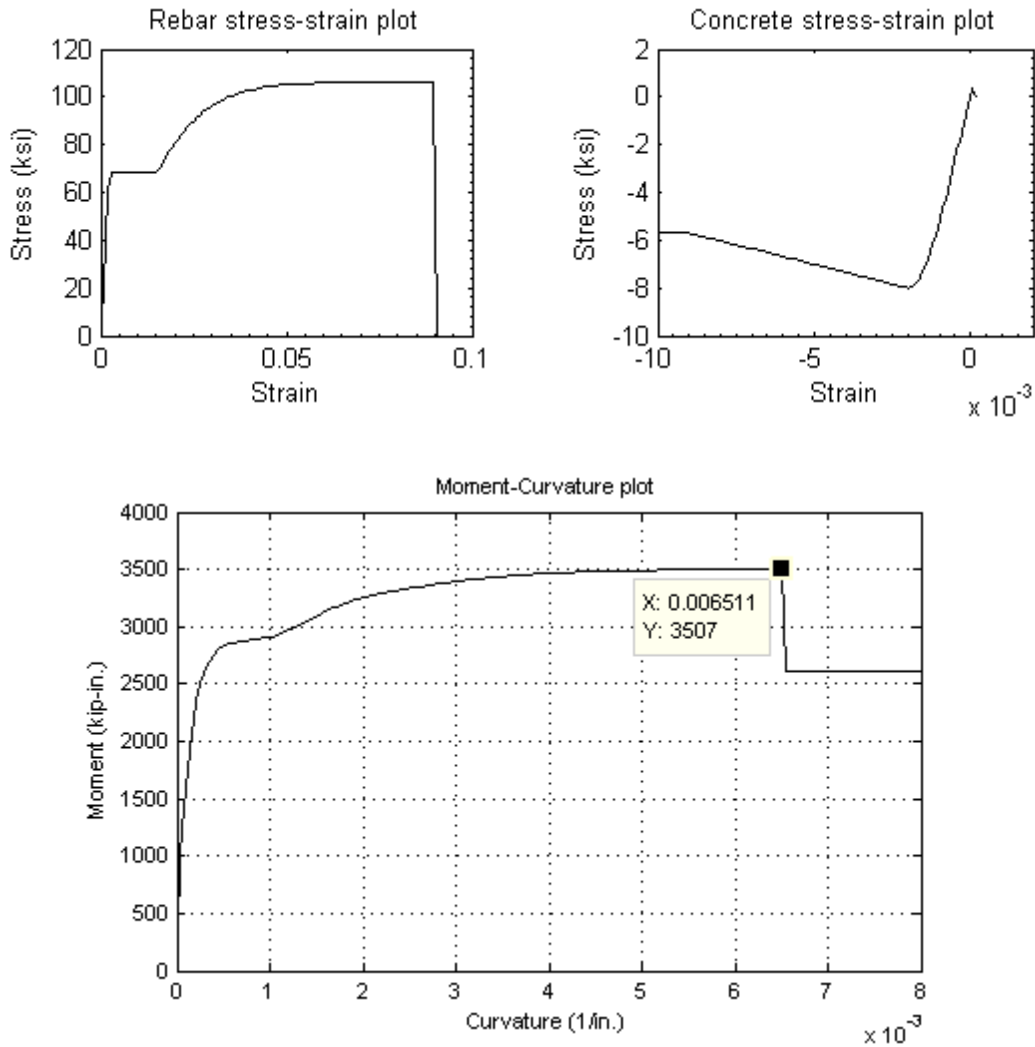 Rebar stress-strain plot
120
100
80
60
40
20
0
Stress (ksi)
0 0.05 0.1
Strain
Concrete stress-strain plot
2
0
-2
-4
-6
-8
-10
Stress (ksi)
-10 -5 0
Strain
x 10-3
Moment-Curvature plot
4000
3500
3000
2500
2000
1500
1000
500
0
Moment (kip-in.)
X: 0.006511
Y: 3507
0 1 2 3 4 5 6 7 8
Curvature (1/in.)
x 10-3